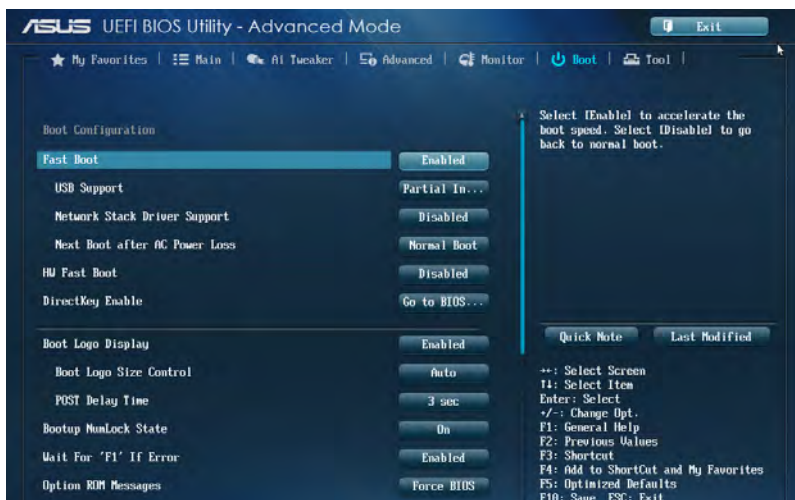 ASUS UEFI BIOS Utility - Advanced Mode
Exit
My Favorites | Main | Ai Tweaker | Advanced | Monitor | Boot | Tool |
Boot Configuration
Fast Boot Enabled
USB Support Partial In...
Network Stack Driver Support Disabled
Next Boot after AC Power Loss Normal Boot
HW Fast Boot Disabled
DirectKey Enable Go to BIOS...
Boot Logo Display Enabled
Boot Logo Size Control Auto
POST Delay Time 3 sec
Bootup NumLock State On
Wait For 'F1' If Error Enabled
Option ROM Messages Force BIOS
Select [Enable] to accelerate the
boot speed. Select [Disable] to go
back to normal boot.
Quick Note Last Modified
→←: Select Screen
↑↓: Select Item
Enter: Select
+/-: Change Opt.
F1: General Help
F2: Previous Values
F3: Shortcut
F4: Add to ShortCut and My Favorites
F5: Optimized Defaults
F10: Save ESC: Exit